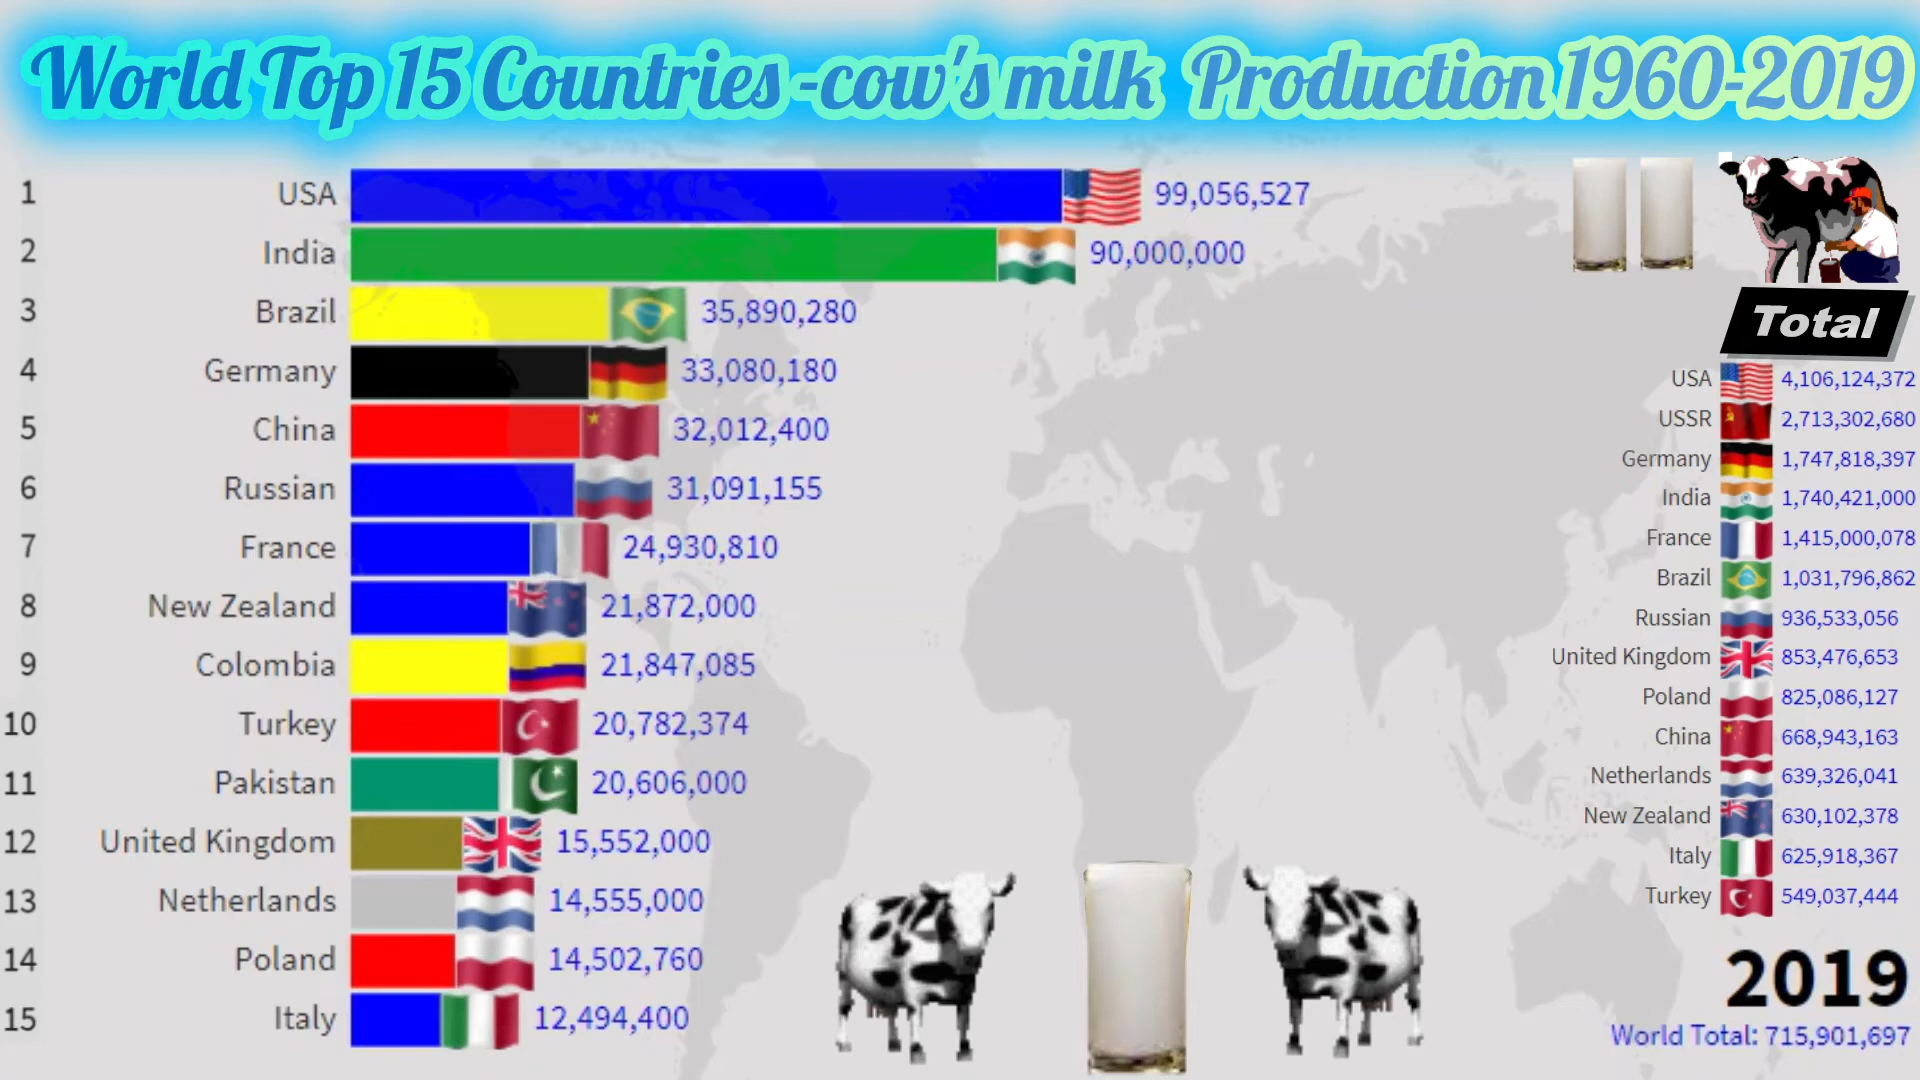 World Top 15 Countries -cow's milk Production 1960-2019
1 USA 99,056,527
2 India 90,000,000
3 Brazil 35,890,280
4 Germany 33,080,180
5 China 32,012,400
6 Russian 31,091,155
7 France 24,930,810
8 New Zealand 21,872,000
9 Colombia 21,847,085
10 Turkey 20,782,374
11 Pakistan 20,606,000
12 United Kingdom 15,552,000
13 Netherlands 14,555,000
14 Poland 14,502,760
15 Italy 12,494,400
Total
USA 4,106,124,372
USSR 2,713,302,680
Germany 1,747,818,397
India 1,740,421,000
France 1,415,000,078
Brazil 1,031,796,862
Russian 936,533,056
United Kingdom 853,476,653
Poland 825,086,127
China 668,943,163
Netherlands 639,326,041
New Zealand 630,102,378
Italy 625,918,367
Turkey 549,037,444
2019
World Total: 715,901,697